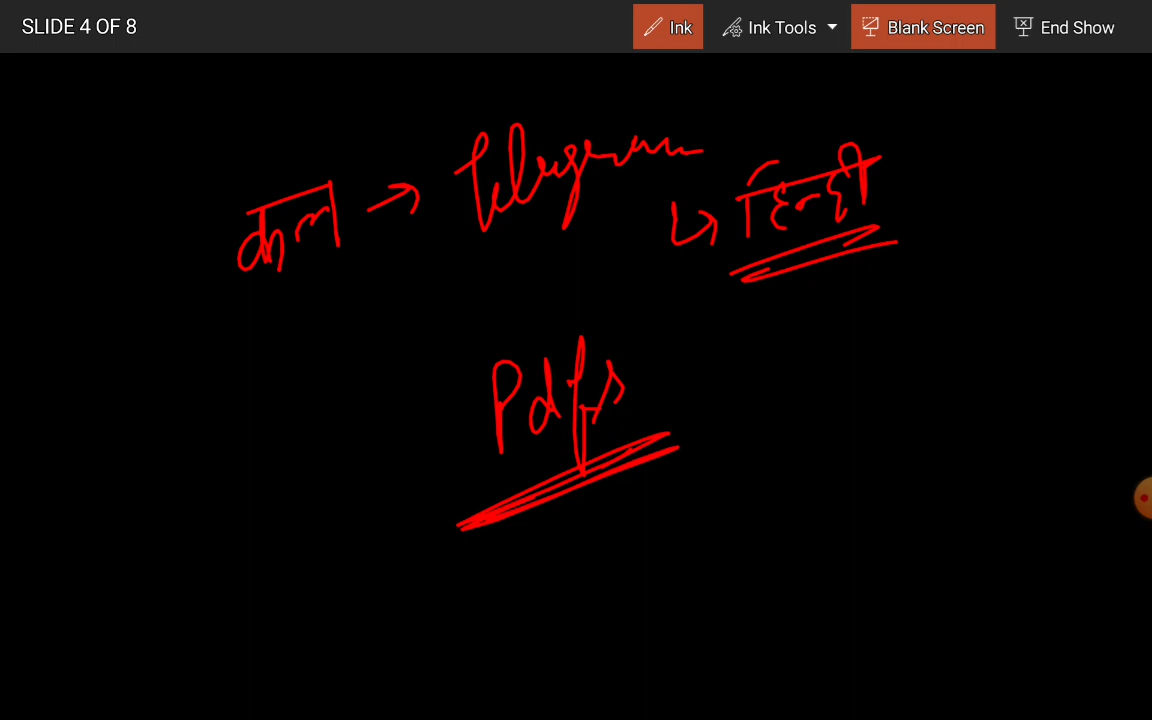 SLIDE 4 OF 8 Ink Ink Tools Blank Screen End Show
कल → telegram
↳ हिन्दी
Pdfs